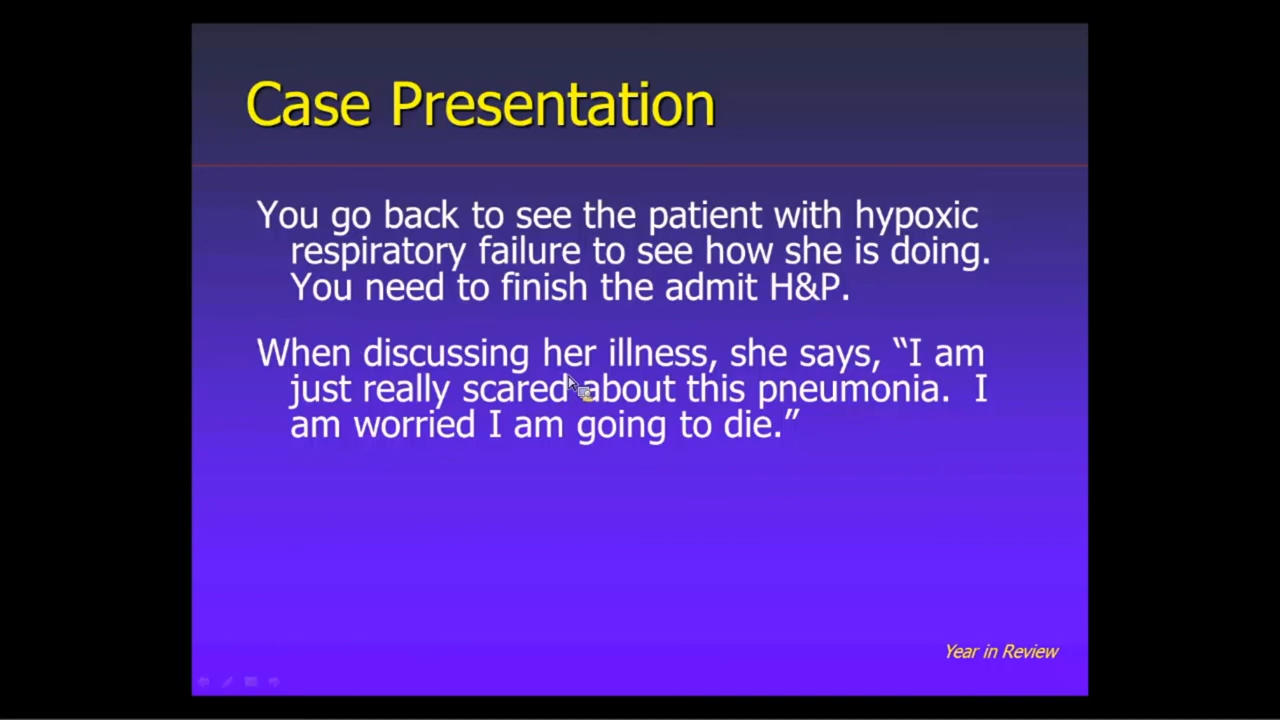 Case Presentation
You go back to see the patient with hypoxic
respiratory failure to see how she is doing.
You need to finish the admit H&P.
When discussing her illness, she says, “I am
just really scared about this pneumonia.  I
am worried I am going to die.”
Year in Review